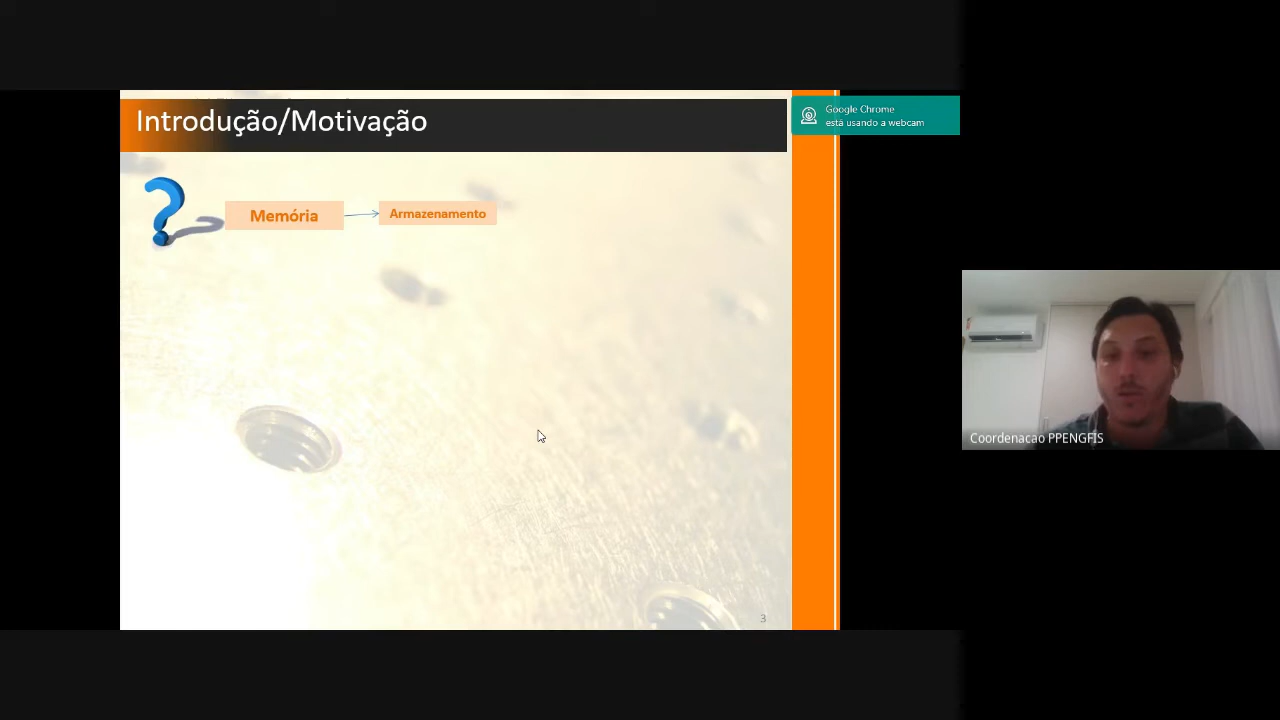 Introdução/Motivação
Google Chrome
está usando a webcam
Memória
Armazenamento
Coordenacao PPENGFIS
3